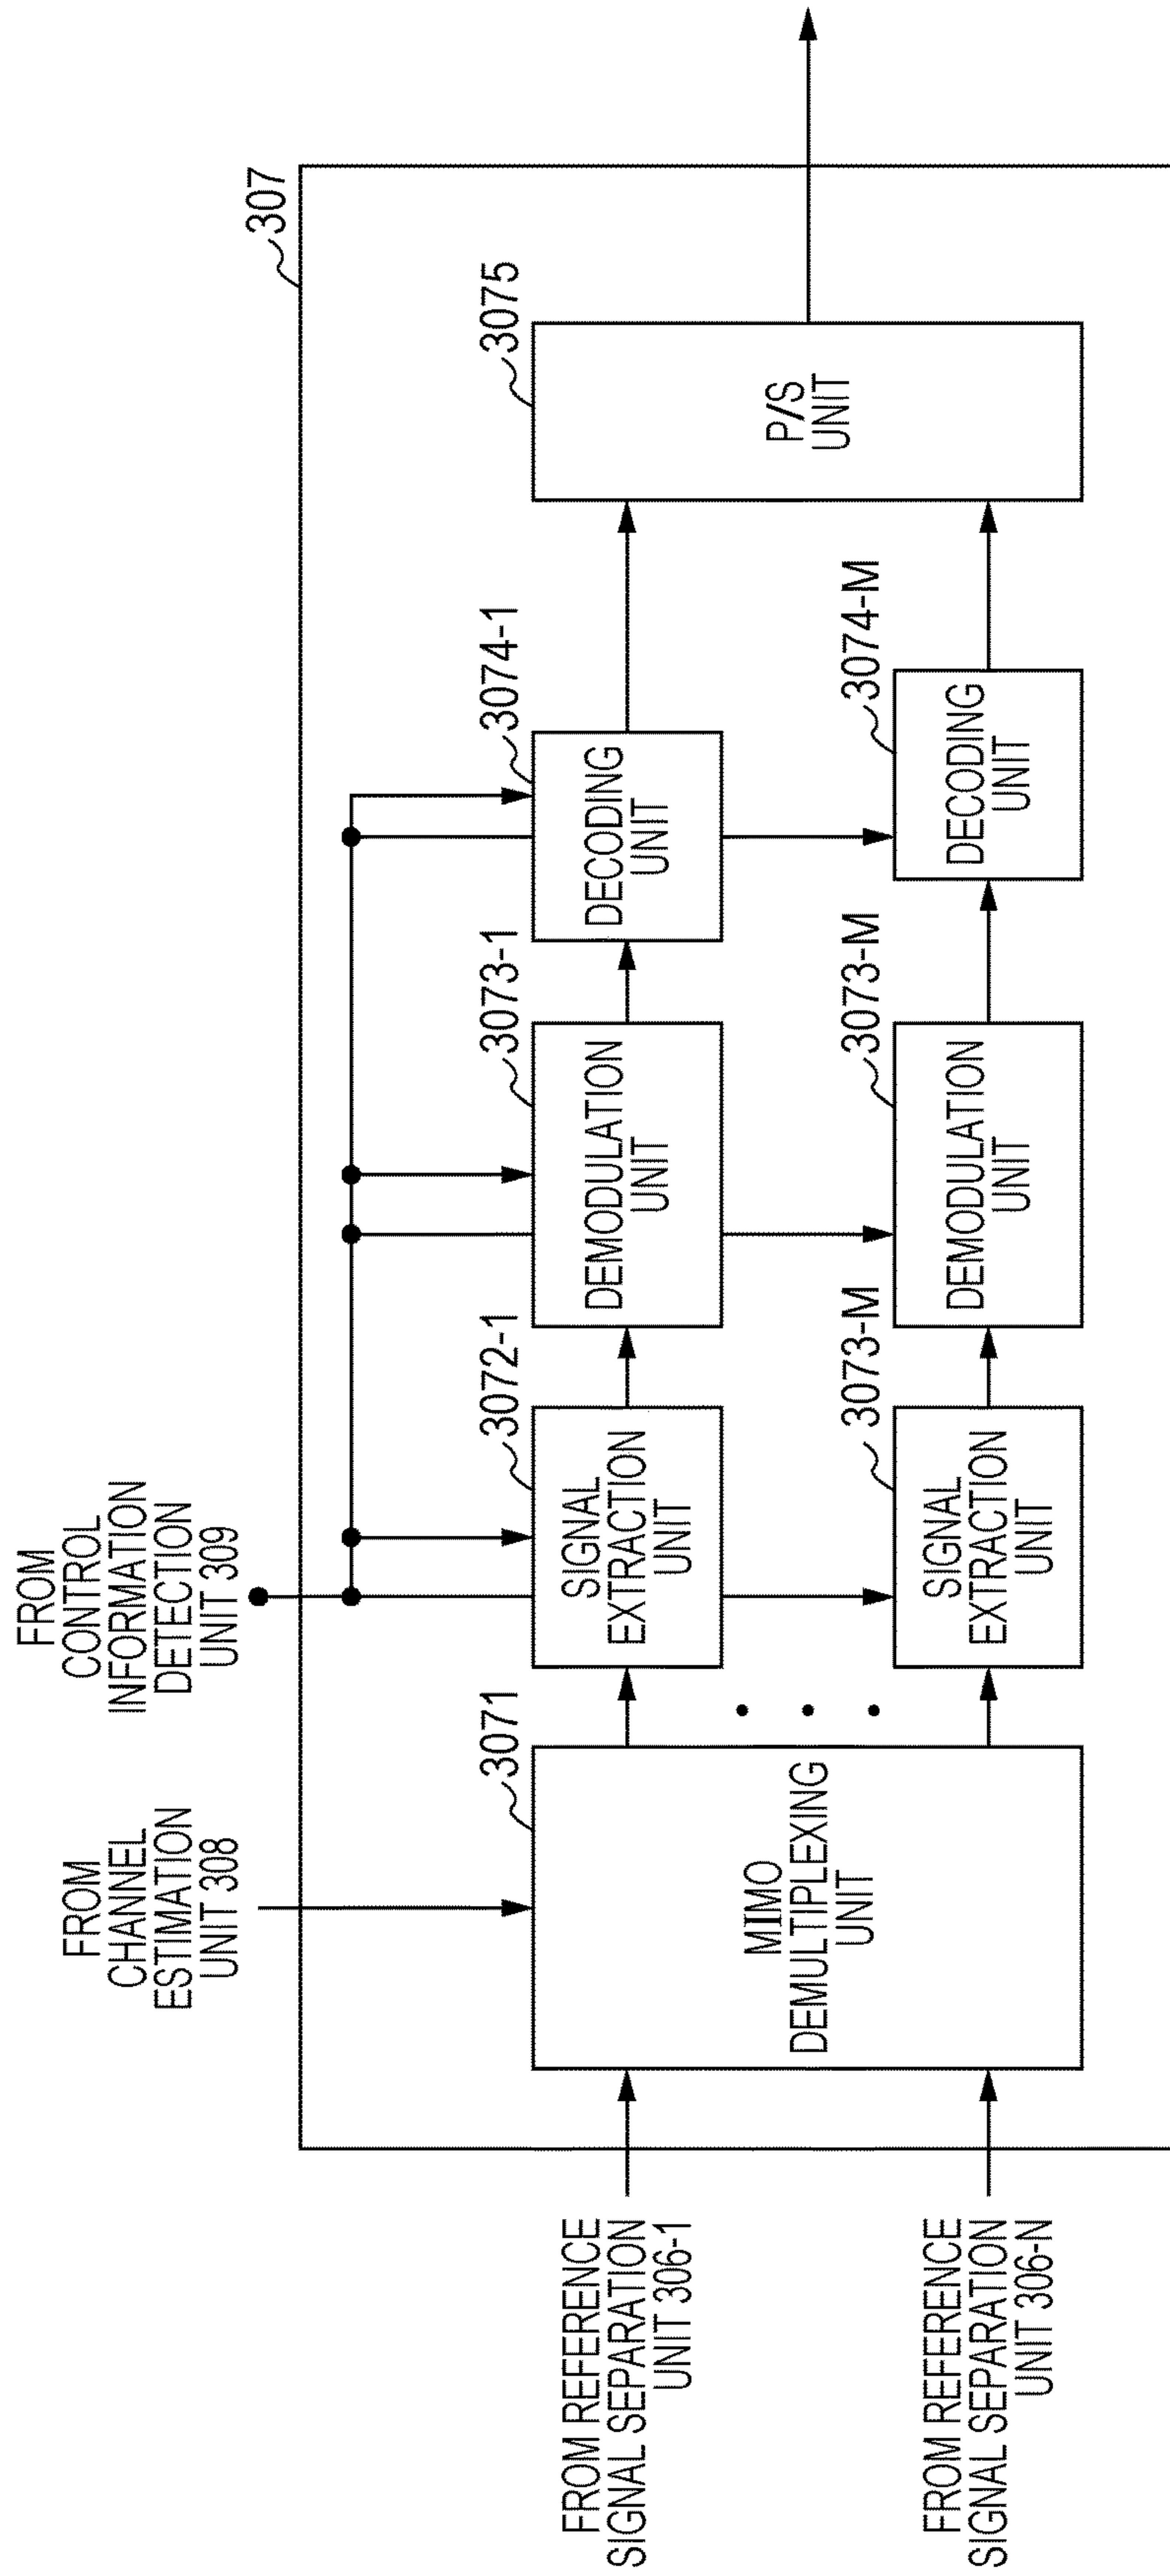 307
FROM
CONTROL
INFORMATION
DETECTION
UNIT 309
FROM
CHANNEL
ESTIMATION
UNIT 308
3071
3072-1
3073-1
3074-1
3075
MIMO
DEMULTIPLEXING
UNIT
SIGNAL
EXTRACTION
UNIT
DEMODULATION
UNIT
DECODING
UNIT
P/S
UNIT
3073-M
3073-M
3074-M
SIGNAL
EXTRACTION
UNIT
DEMODULATION
UNIT
DECODING
UNIT
FROM REFERENCE
SIGNAL SEPARATION
UNIT 306-1
FROM REFERENCE
SIGNAL SEPARATION
UNIT 306-N